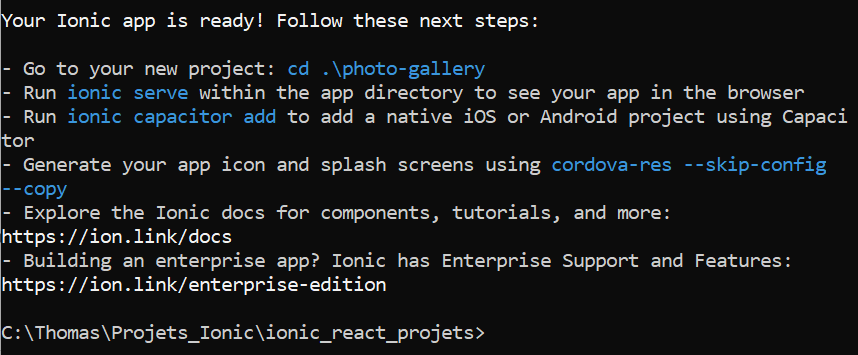 Your Ionic app is ready! Follow these next steps:
- Go to your new project: cd .\photo-gallery
- Run ionic serve within the app directory to see your app in the browser
- Run ionic capacitor add to add a native iOS or Android project using Capaci
tor
- Generate your app icon and splash screens using cordova-res --skip-config
--copy
- Explore the Ionic docs for components, tutorials, and more:
https://ion.link/docs
- Building an enterprise app? Ionic has Enterprise Support and Features:
https://ion.link/enterprise-edition
C:\Thomas\Projets_Ionic\ionic_react_projets>